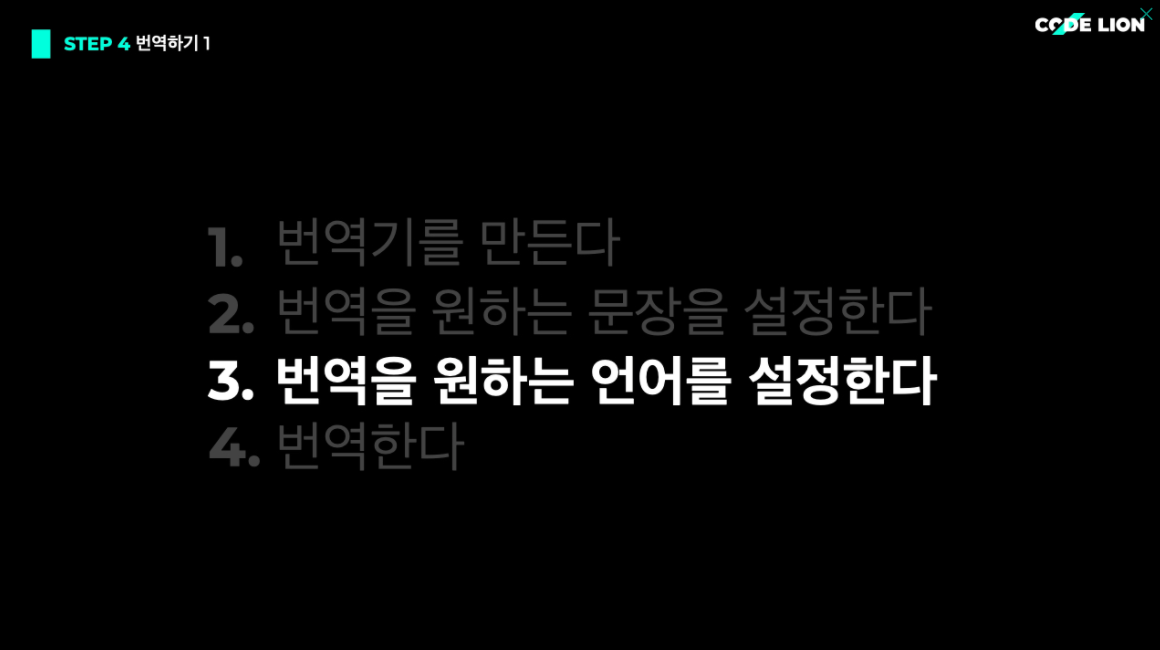 STEP 4 번역하기 1
CODE LION
1. 번역기를 만든다
2. 번역을 원하는 문장을 설정한다
3. 번역을 원하는 언어를 설정한다
4. 번역한다